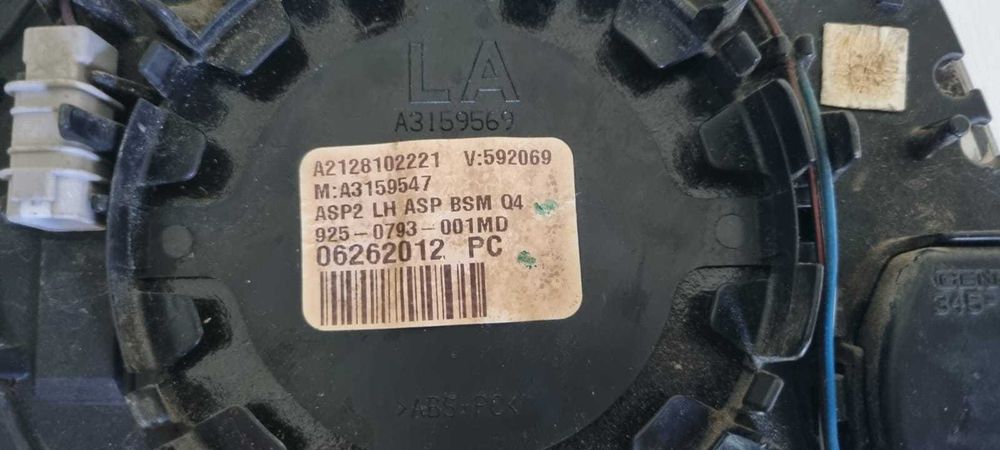 LA
A3159569
A2128102221 V:592069
M:A3159547
ASP2 LH ASP BSM Q4
925-0793-001MD
06262012 PC
>ABS+PC<